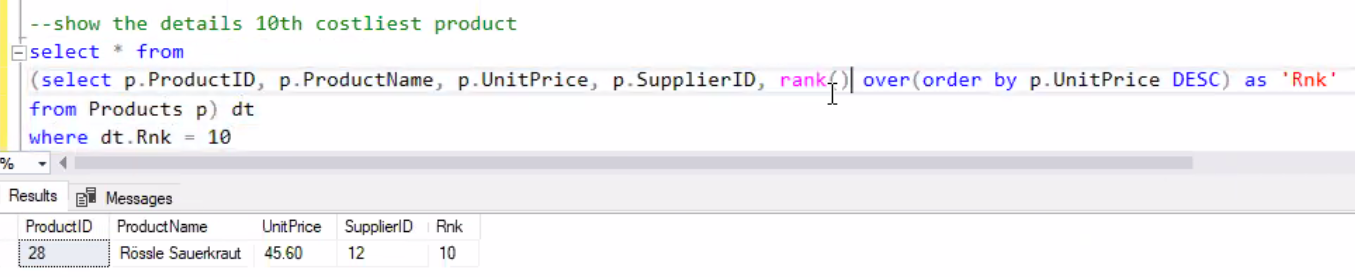 --show the details 10th costliest product
select * from
(select p.ProductID, p.ProductName, p.UnitPrice, p.SupplierID, rank() over(order by p.UnitPrice DESC) as 'Rnk'
from Products p) dt
where dt.Rnk = 10
%
Results Messages
ProductID ProductName UnitPrice SupplierID Rnk
28 Rössle Sauerkraut 45.60 12 10